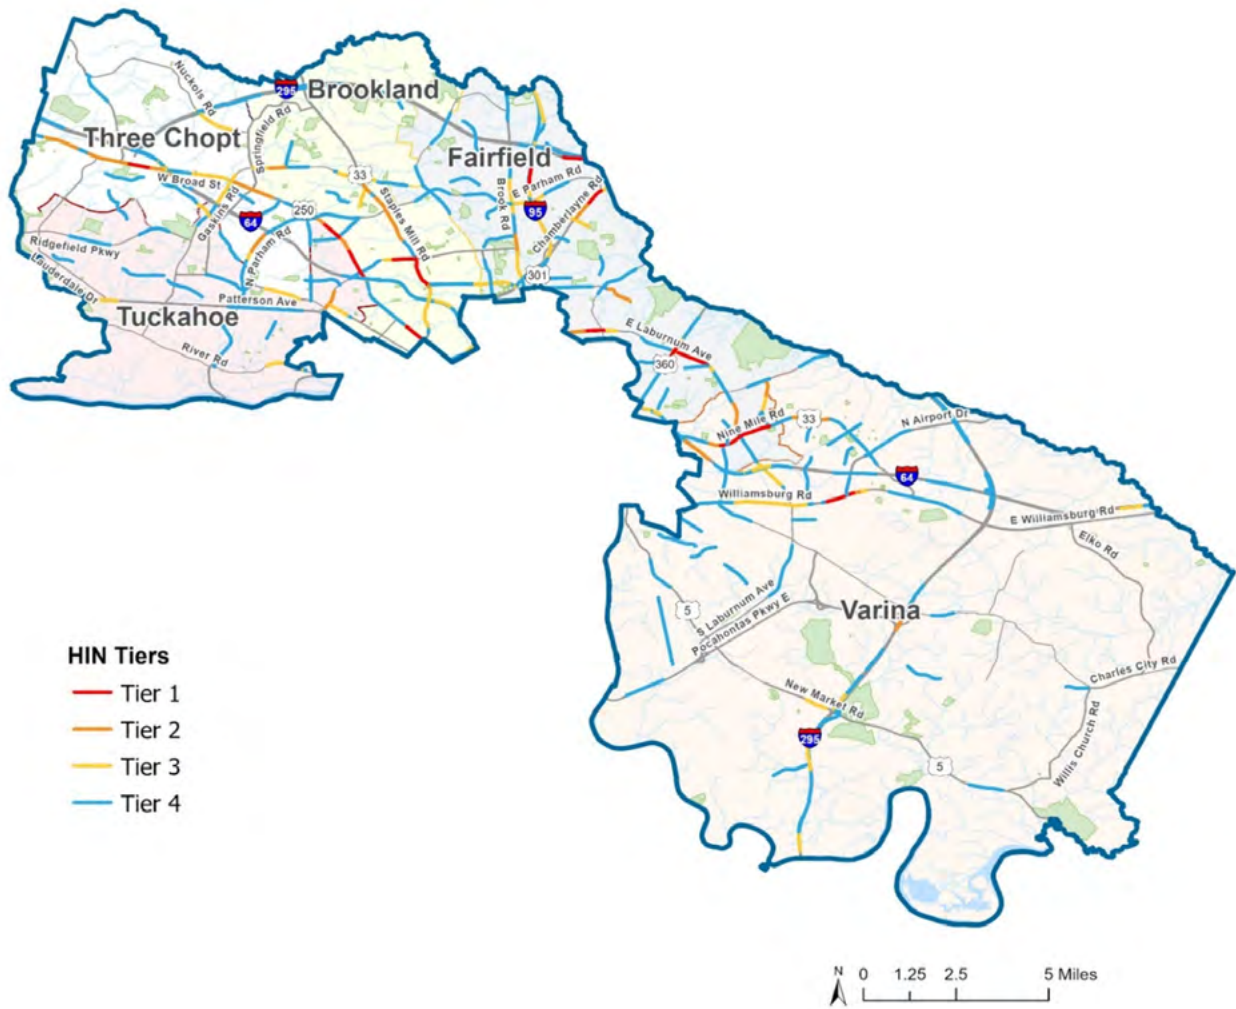 295
Brookland
Nuckols Rd
Three Chopt
Springfield Rd
Fairfield
33
W Broad St
E Parham Rd
Gaskins Rd
250
Staples Mill Rd
Brook Rd
95
Chamberlayne Rd
64
N Parham Rd
Ridgefield Pkwy
Lauderdale Dr
301
Patterson Ave
Tuckahoe
River Rd
E Laburnum Ave
360
Nine Mile Rd
33
N Airport Dr
64
Williamsburg Rd
E Williamsburg Rd
Elko Rd
5
S Laburnum Ave
Pocahontas Pkwy E
Varina
Charles City Rd
New Market Rd
Willis Church Rd
295
5
HIN Tiers
Tier 1
Tier 2
Tier 3
Tier 4
N 0 1.25 2.5 5 Miles